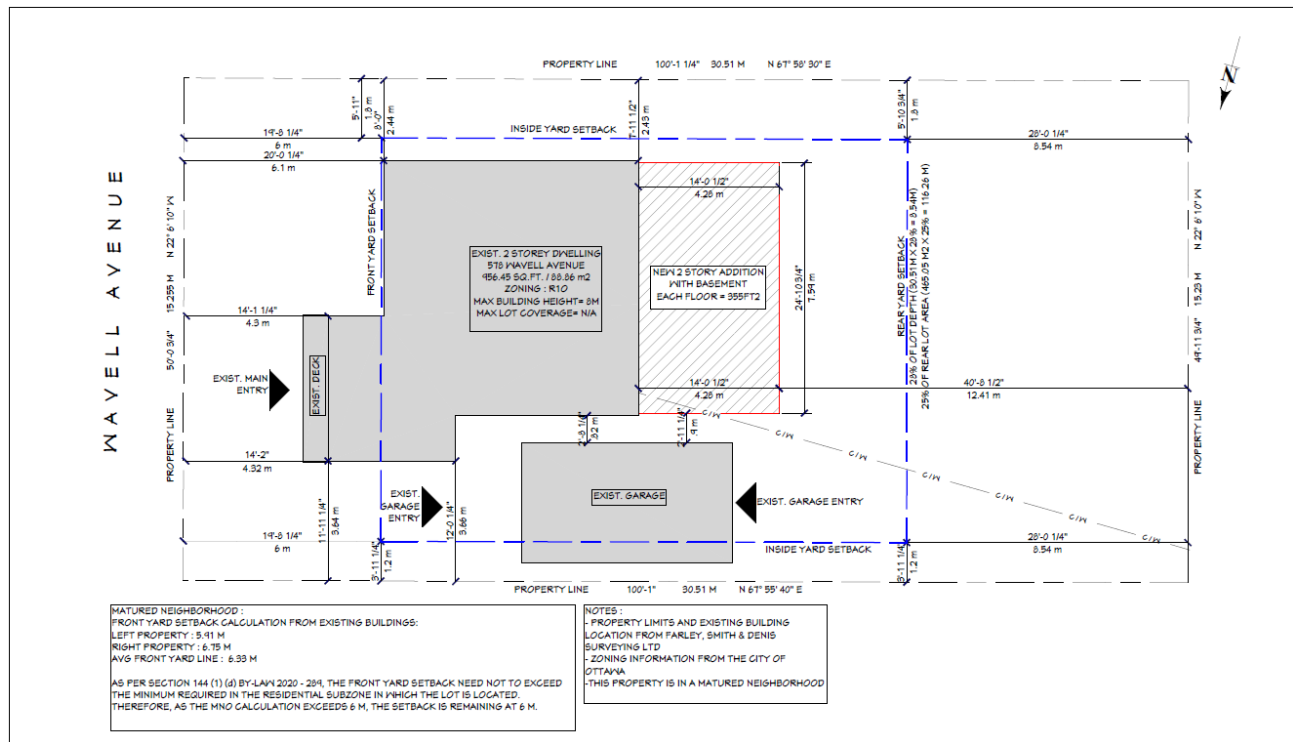 PROPERTY LINE 100'-1 1/4" 30.51 M N 67° 58' 30" E
N
5'-11"
1.8 m
8'-0"
2.44 m
7'-11 1/2"
2.43 m
5'-10 3/4"
1.8 m
INSIDE YARD SETBACK
19'-8 1/4"
6 m
28'-0 1/4"
8.54 m
20'-0 1/4"
6.1 m
14'-0 1/2"
4.28 m
WAVELL AVENUE
PROPERTY LINE 50'-0 3/4" 15.255 M N 22° 6' 10" W
FRONT YARD SETBACK
EXIST. 2 STOREY DWELLING
578 WAVELL AVENUE
956.45 SQ.FT. / 88.86 m2
ZONING : R1O
MAX BUILDING HEIGHT= 8M
MAX LOT COVERAGE= N/A
NEW 2 STORY ADDITION
WITH BASEMENT
EACH FLOOR = 355FT2
24'-10 3/4"
7.59 m
REAR YARD SETBACK
28% OF LOT DEPTH (30.51M X 28% = 8.54M)
25% OF REAR LOT AREA (465.05 M2 X 25% = 116.26 M)
PROPERTY LINE 49'-11 3/4" 15.23 M N 22° 6' 10" W
14'-1 1/4"
4.3 m
EXIST. MAIN
ENTRY
EXIST. DECK
14'-0 1/2"
4.28 m
40'-8 1/2"
12.41 m
2'-8 1/4"
.82 m
2'-11 1/4"
.9 m
O/W
O/W
O/W
O/W
O/W
14'-2"
4.32 m
EXIST.
GARAGE
ENTRY
EXIST. GARAGE
EXIST. GARAGE ENTRY
11'-11 1/4"
3.64 m
12'-0 1/4"
3.66 m
19'-8 1/4"
6 m
28'-0 1/4"
8.54 m
INSIDE YARD SETBACK
3'-11 1/4"
1.2 m
3'-11 1/4"
1.2 m
PROPERTY LINE 100'-1" 30.51 M N 67° 55' 40" E
MATURED NEIGHBORHOOD :
FRONT YARD SETBACK CALCULATION FROM EXISTING BUILDINGS:
LEFT PROPERTY : 5.91 M
RIGHT PROPERTY : 6.75 M
AVG FRONT YARD LINE : 6.33 M
AS PER SECTION 144 (1) (d) BY-LAW 2020 - 289, THE FRONT YARD SETBACK NEED NOT TO EXCEED
THE MINIMUM REQUIRED IN THE RESIDENTIAL SUBZONE IN WHICH THE LOT IS LOCATED.
THEREFORE, AS THE MNO CALCULATION EXCEEDS 6 M, THE SETBACK IS REMAINING AT 6 M.
NOTES :
- PROPERTY LIMITS AND EXISTING BUILDING
LOCATION FROM FARLEY, SMITH & DENIS
SURVEYING LTD
- ZONING INFORMATION FROM THE CITY OF
OTTAWA
-THIS PROPERTY IS IN A MATURED NEIGHBORHOOD